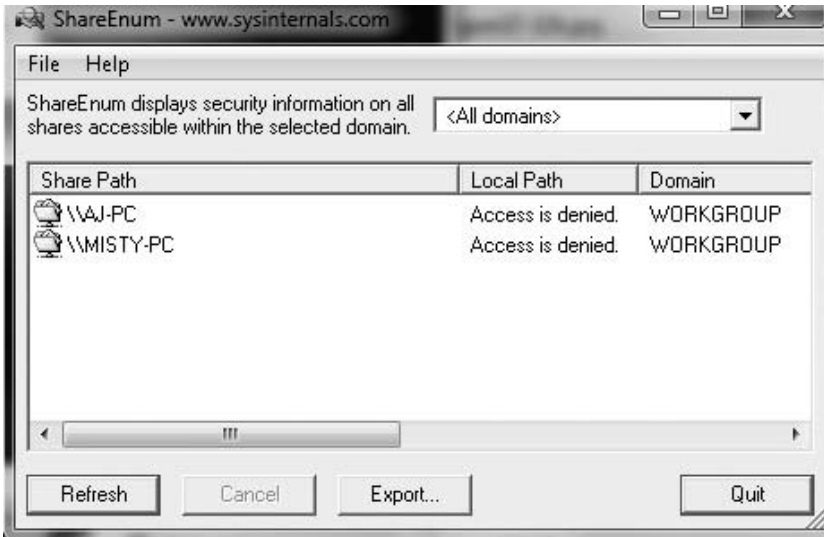 ShareEnum - www.sysinternals.com
File Help
ShareEnum displays security information on all
shares accessible within the selected domain.
<All domains>
Share Path Local Path Domain
\\AJ-PC Access is denied. WORKGROUP
\\MISTY-PC Access is denied. WORKGROUP
Refresh Cancel Export... Quit